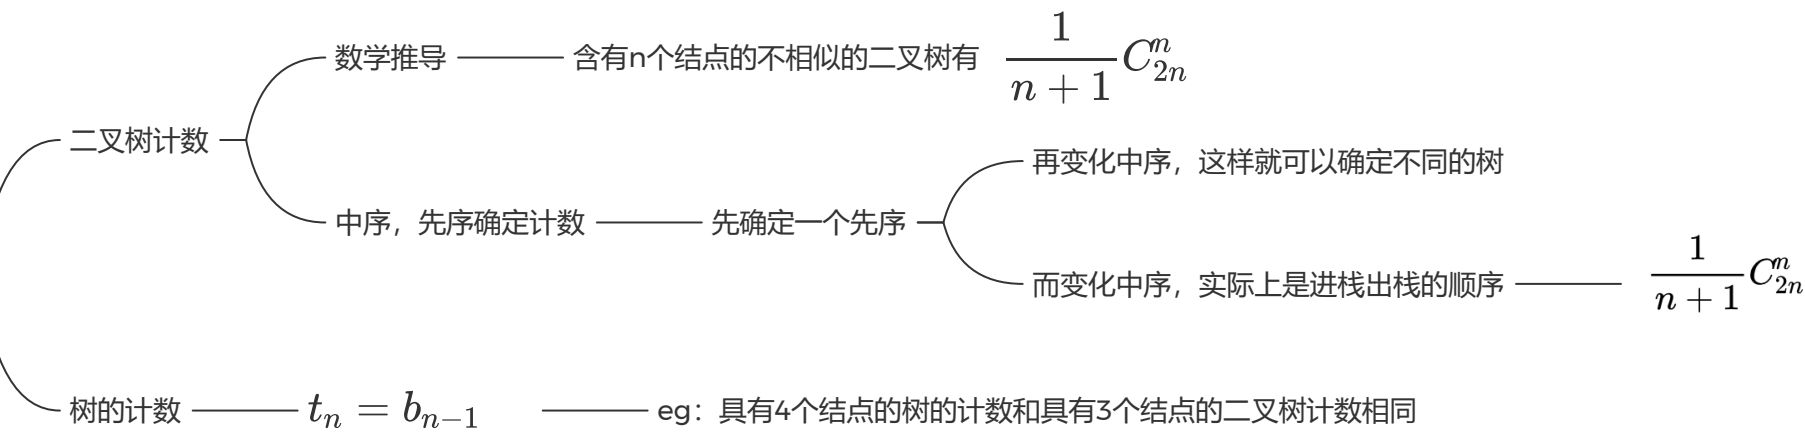 二叉树计数
数学推导
含有n个结点的不相似的二叉树有 \frac{1}{n+1}C_{2n}^{n}
中序，先序确定计数
先确定一个先序
再变化中序，这样就可以确定不同的树
而变化中序，实际上是进栈出栈的顺序
\frac{1}{n+1}C_{2n}^{n}
树的计数
t_n = b_{n-1}
eg：具有4个结点的树的计数和具有3个结点的二叉树计数相同